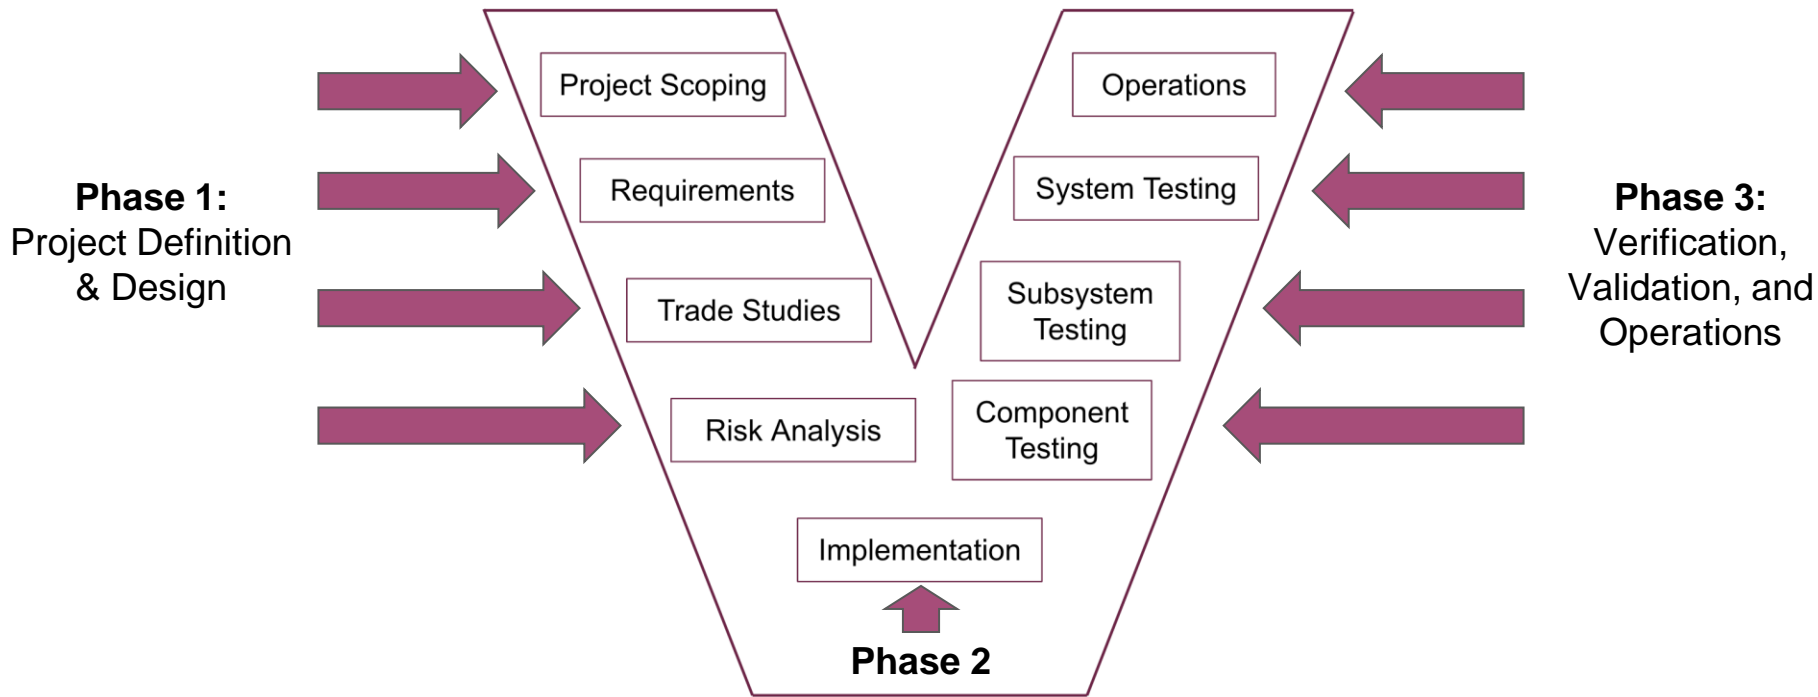 Phase 1:
Project Definition
& Design
Project Scoping
Requirements
Trade Studies
Risk Analysis
Implementation
Phase 2
Operations
System Testing
Subsystem
Testing
Component
Testing
Phase 3:
Verification,
Validation, and
Operations